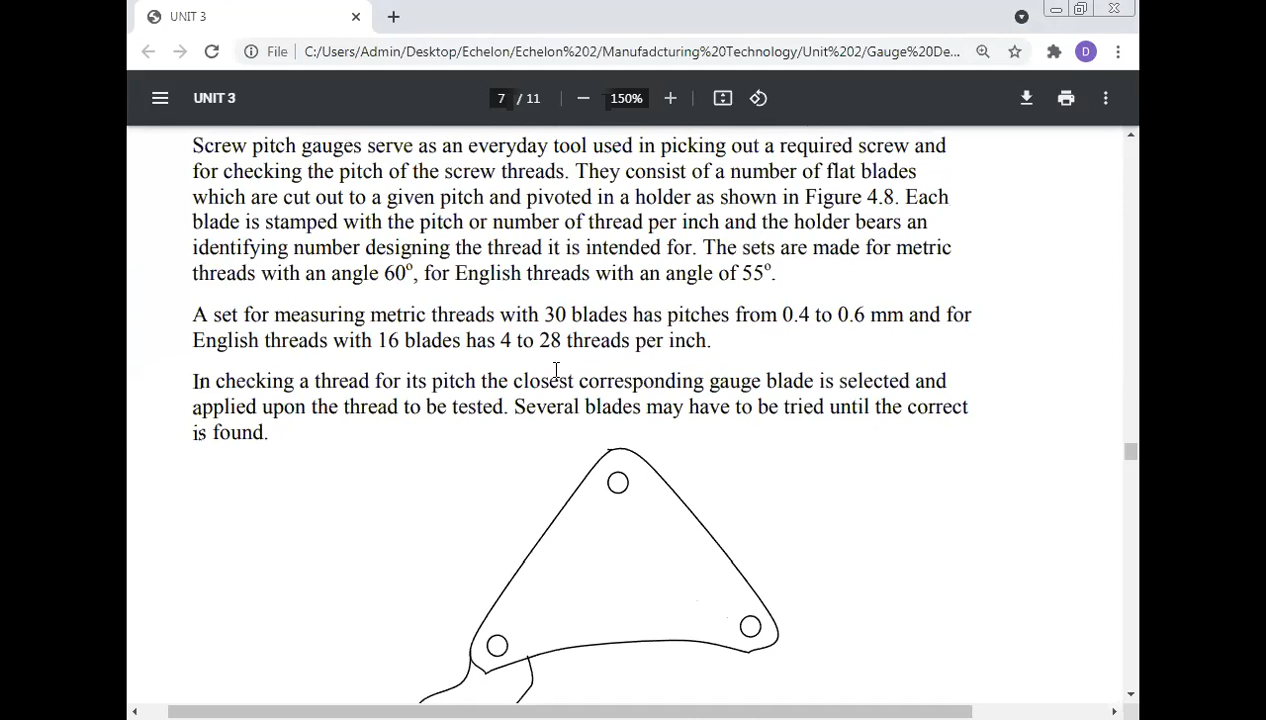 UNIT 3
File C:/Users/Admin/Desktop/Echelon/Echelon%202/Manufadcturing%20Technology/Unit%202/Gauge%20De... D
UNIT 3 7 / 11 150%
Screw pitch gauges serve as an everyday tool used in picking out a required screw and
for checking the pitch of the screw threads. They consist of a number of flat blades
which are cut out to a given pitch and pivoted in a holder as shown in Figure 4.8. Each
blade is stamped with the pitch or number of thread per inch and the holder bears an
identifying number designing the thread it is intended for. The sets are made for metric
threads with an angle 60°, for English threads with an angle of 55°.
A set for measuring metric threads with 30 blades has pitches from 0.4 to 0.6 mm and for
English threads with 16 blades has 4 to 28 threads per inch.
In checking a thread for its pitch the closest corresponding gauge blade is selected and
applied upon the thread to be tested. Several blades may have to be tried until the correct
is found.